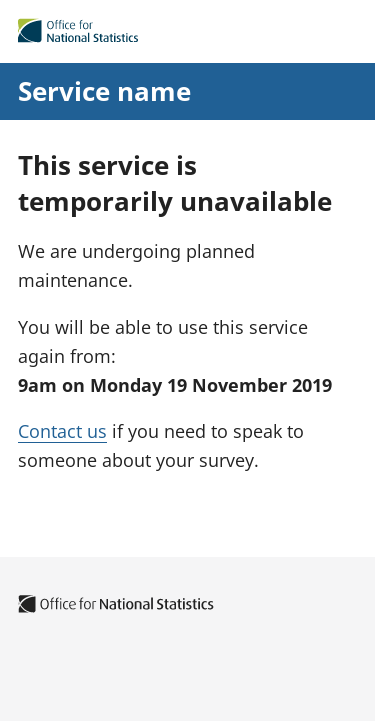 Office for
National Statistics
Service name
This service is
temporarily unavailable
We are undergoing planned
maintenance.
You will be able to use this service
again from:
9am on Monday 19 November 2019
Contact us if you need to speak to
someone about your survey.
Office for National Statistics